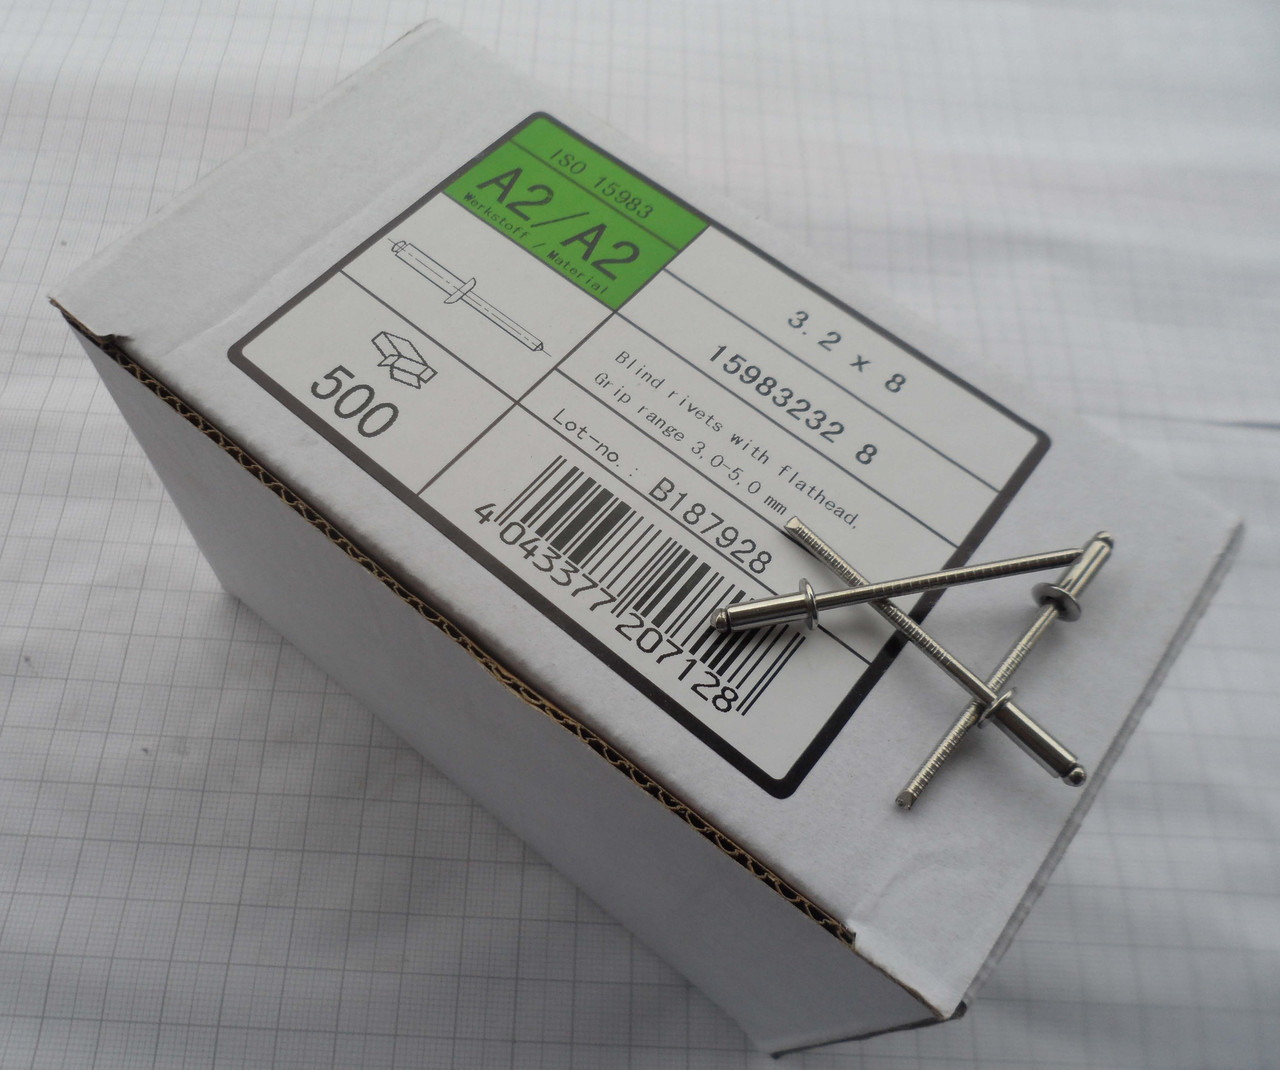 ISO 15983
A2/A2
Werkstoff / Material
500
3.2 x 8
15983232 8
Blind rivets with flathead,
Grip range 3,0-5,0 mm
Lot-no.: B187928
4 043377 207128